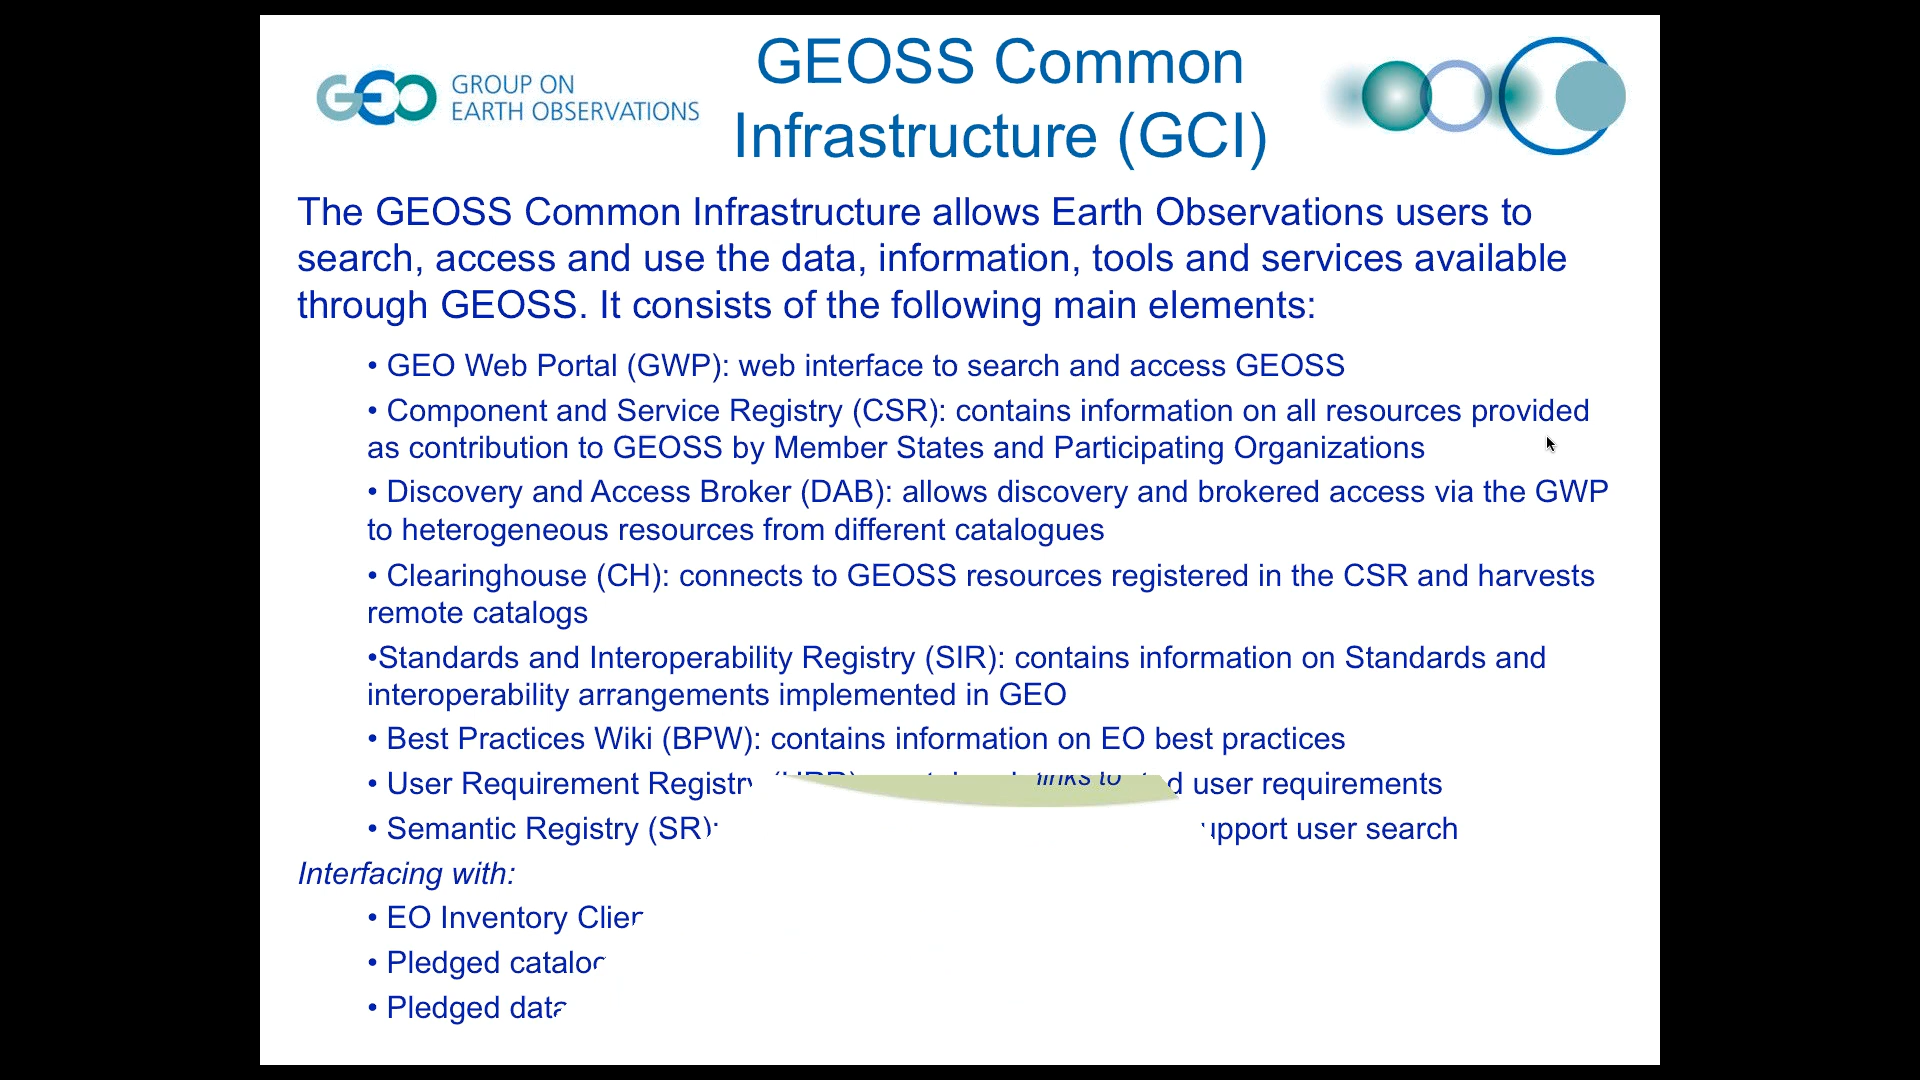 GEO GROUP ON
EARTH OBSERVATIONS
GEOSS Common
Infrastructure (GCI)
The GEOSS Common Infrastructure allows Earth Observations users to
search, access and use the data, information, tools and services available
through GEOSS. It consists of the following main elements:
• GEO Web Portal (GWP): web interface to search and access GEOSS
• Component and Service Registry (CSR): contains information on all resources provided
as contribution to GEOSS by Member States and Participating Organizations
• Discovery and Access Broker (DAB): allows discovery and brokered access via the GWP
to heterogeneous resources from different catalogues
• Clearinghouse (CH): connects to GEOSS resources registered in the CSR and harvests
remote catalogs
•Standards and Interoperability Registry (SIR): contains information on Standards and
interoperability arrangements implemented in GEO
• Best Practices Wiki (BPW): contains information on EO best practices
• User Requirement Registry links to user requirements
• Semantic Registry (SR): user search
Interfacing with:
• EO Inventory
• Pledged
• Pledged